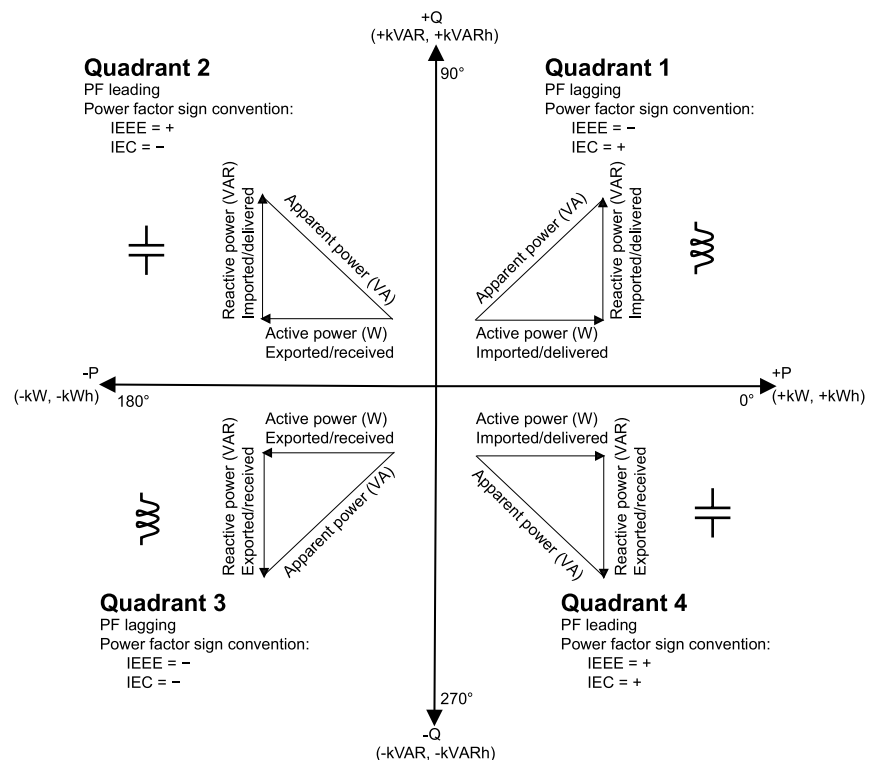 +Q
(+kVAR, +kVARh)
90°
Quadrant 2
PF leading
Power factor sign convention:
IEEE = +
IEC = −
Reactive power (VAR)
Imported/delivered
Apparent power (VA)
Active power (W)
Exported/received
Quadrant 1
PF lagging
Power factor sign convention:
IEEE = −
IEC = +
Apparent power (VA)
Reactive power (VAR)
Imported/delivered
Active power (W)
Imported/delivered
-P
(-kW, -kWh)
180°
0°
+P
(+kW, +kWh)
Active power (W)
Exported/received
Reactive power (VAR)
Exported/received
Apparent power (VA)
Quadrant 3
PF lagging
Power factor sign convention:
IEEE = −
IEC = −
Active power (W)
Imported/delivered
Apparent power (VA)
Reactive power (VAR)
Exported/received
Quadrant 4
PF leading
Power factor sign convention:
IEEE = +
IEC = +
270°
-Q
(-kVAR, -kVARh)